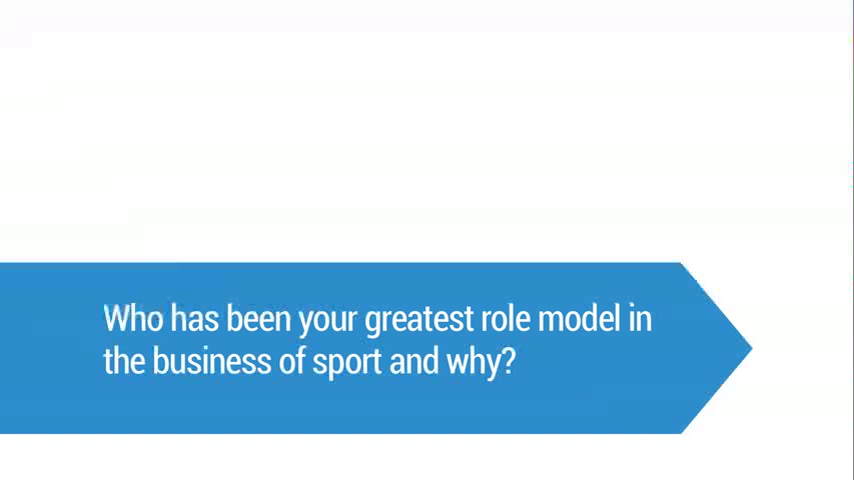 Who has been your greatest role model in
the business of sport and why?